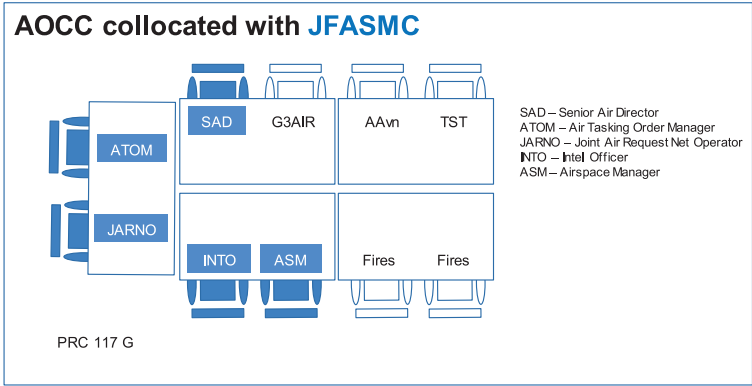 AOCC collocated with JFASMC
SAD G3AIR AAvn TST
ATOM
JARNO
INTO ASM Fires Fires
PRC 117 G
SAD – Senior Air Director
ATOM – Air Tasking Order Manager
JARNO – Joint Air Request Net Operator
INTO – Intel Officer
ASM – Airspace Manager